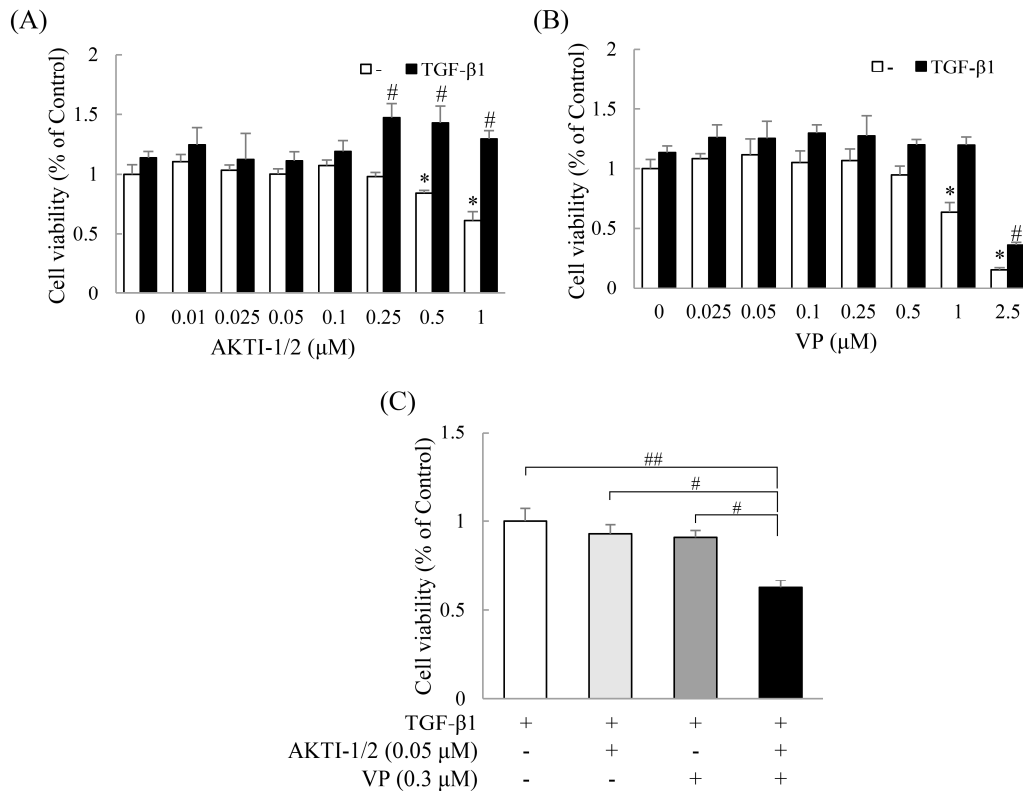 (A)
Cell viability (% of Control)
2
1.5
1
0.5
0
- TGF-β1
# # #
* *
0 0.01 0.025 0.05 0.1 0.25 0.5 1
AKTI-1/2 (μM)
(B)
Cell viability (% of Control)
2
1.5
1
0.5
0
- TGF-β1
*
* #
0 0.025 0.05 0.1 0.25 0.5 1 2.5
VP (μM)
(C)
Cell viability (% of Control)
1.5
1
0.5
0
##
#
#
TGF-β1 + + + +
AKTI-1/2 (0.05 μM) - + - +
VP (0.3 μM) - - + +